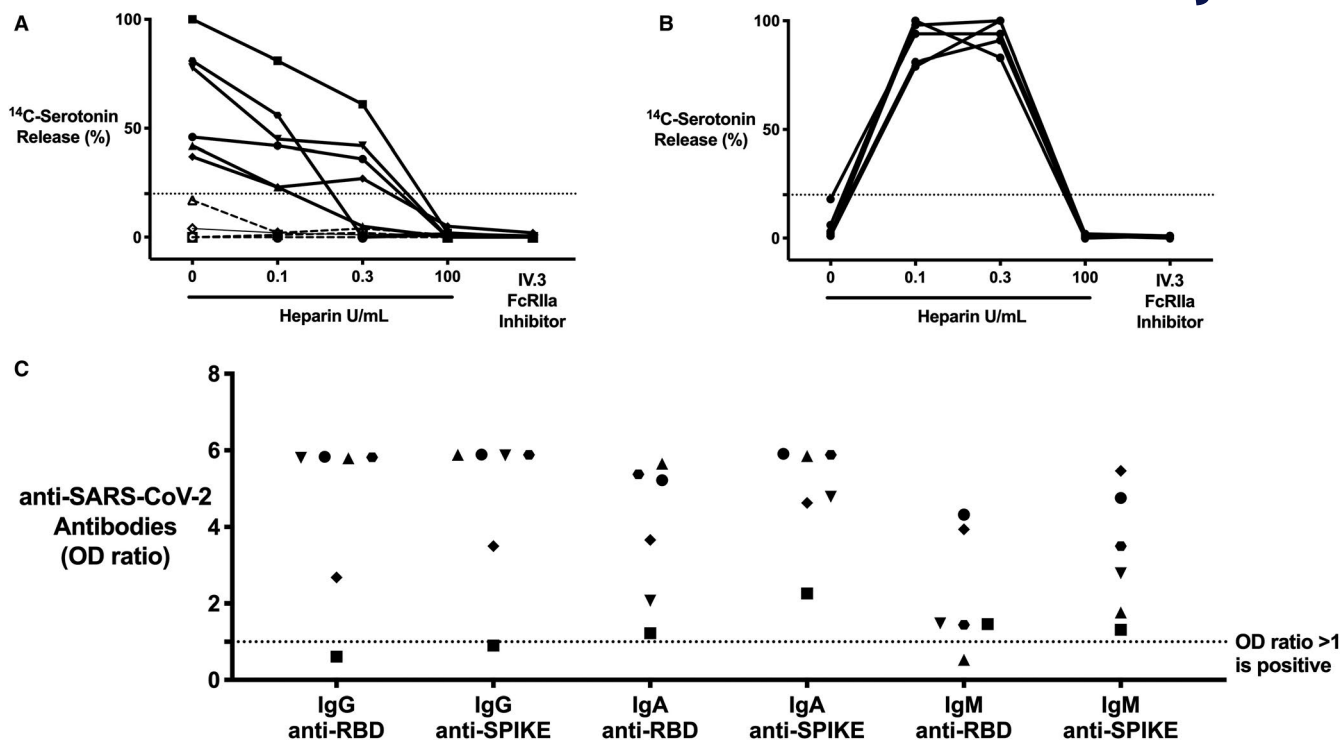 A
100
50
0
¹⁴C-Serotonin
Release (%)
0 0.1 0.3 100 IV.3
FcRIIa
Inhibitor
Heparin U/mL
B
100
50
0
¹⁴C-Serotonin
Release (%)
0 0.1 0.3 100 IV.3
FcRIIa
Inhibitor
Heparin U/mL
C
8
6
4
2
0
anti-SARS-CoV-2
Antibodies
(OD ratio)
OD ratio >1
is positive
IgG
anti-RBD
IgG
anti-SPIKE
IgA
anti-RBD
IgA
anti-SPIKE
IgM
anti-RBD
IgM
anti-SPIKE